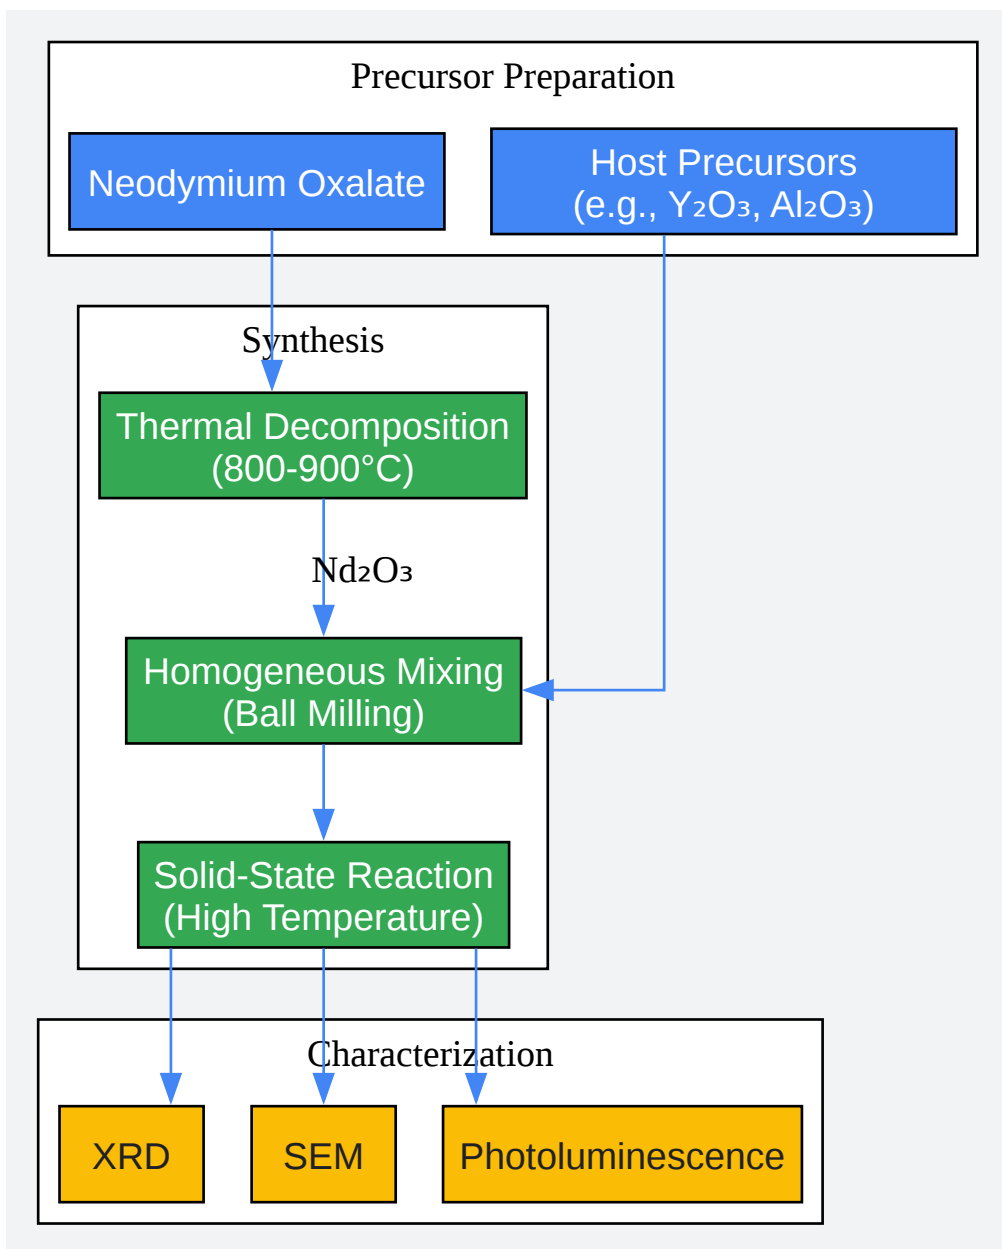 Precursor Preparation
Neodymium Oxalate
Host Precursors
(e.g., Y₂O₃, Al₂O₃)
Synthesis
Thermal Decomposition
(800-900°C)
Nd₂O₃
Homogeneous Mixing
(Ball Milling)
Solid-State Reaction
(High Temperature)
Characterization
XRD
SEM
Photoluminescence